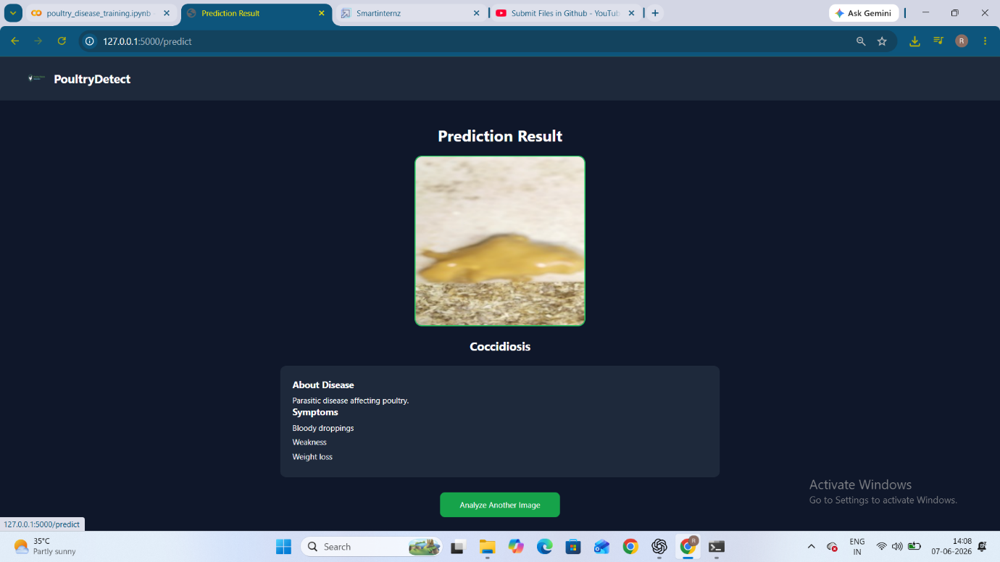 poultry_disease_training.ipynb
Prediction Result
Smartinternz
Submit Files in Github - YouTub
Ask Gemini
127.0.0.1:5000/predict
R
PoultryDetect
Prediction Result
Coccidiosis
About Disease
Parasitic disease affecting poultry.
Symptoms
Bloody droppings
Weakness
Weight loss
Analyze Another Image
Activate Windows
Go to Settings to activate Windows.
127.0.0.1:5000/predict
35°C
Partly sunny
Search
R
ENG
IN
14:08
07-06-2026